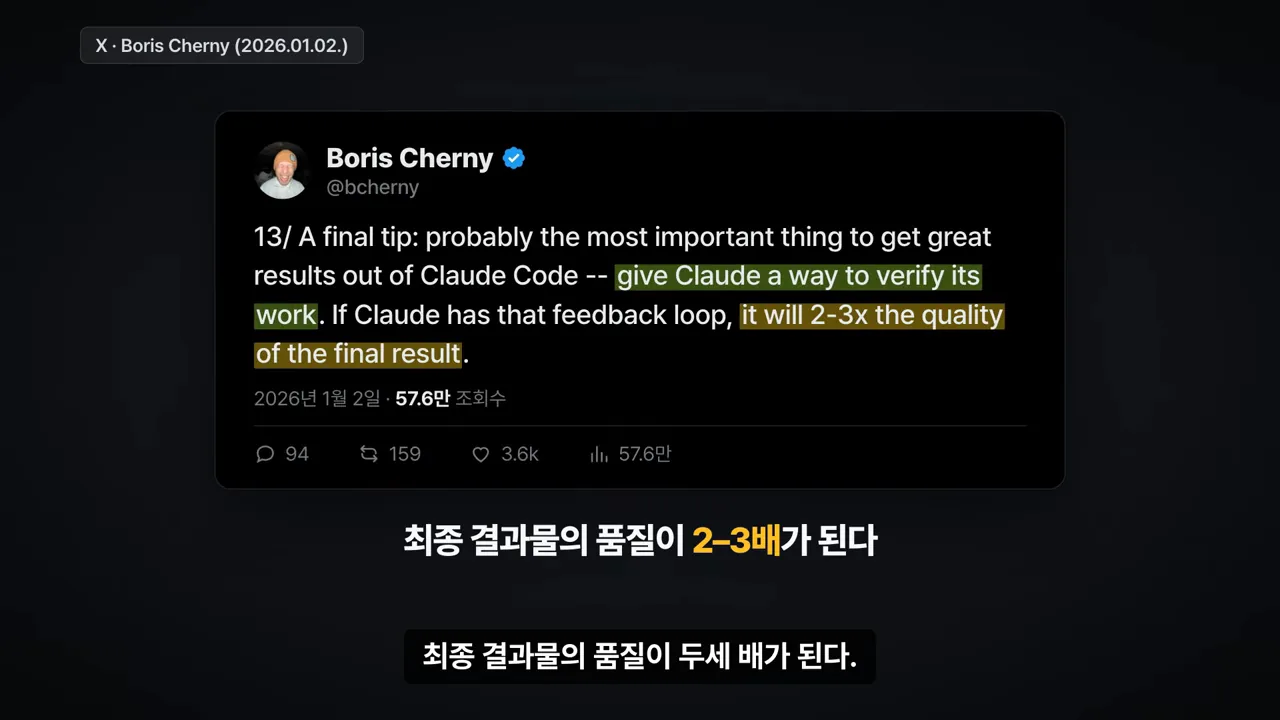 X · Boris Cherny (2026.01.02.)
Boris Cherny
@bcherny
13/ A final tip: probably the most important thing to get great
results out of Claude Code -- give Claude a way to verify its
work. If Claude has that feedback loop, it will 2-3x the quality
of the final result.
2026년 1월 2일 · 57.6만 조회수
94 159 3.6k 57.6만
최종 결과물의 품질이 2–3배가 된다
최종 결과물의 품질이 두세 배가 된다.